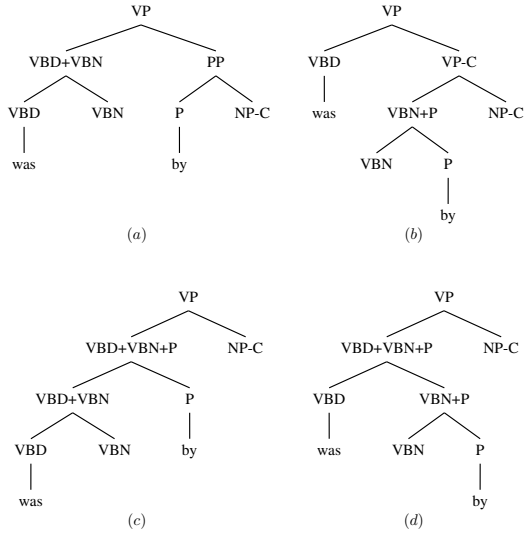 VP VP
VBD+VBN PP VBD VP-C
VBD VBN P NP-C was VBN+P NP-C
was by VBN P
by
(a) (b)
VP VP
VBD+VBN+P NP-C VBD+VBN+P NP-C
VBD+VBN P VBD VBN+P
VBD VBN by was VBN P
was by
(c) (d)